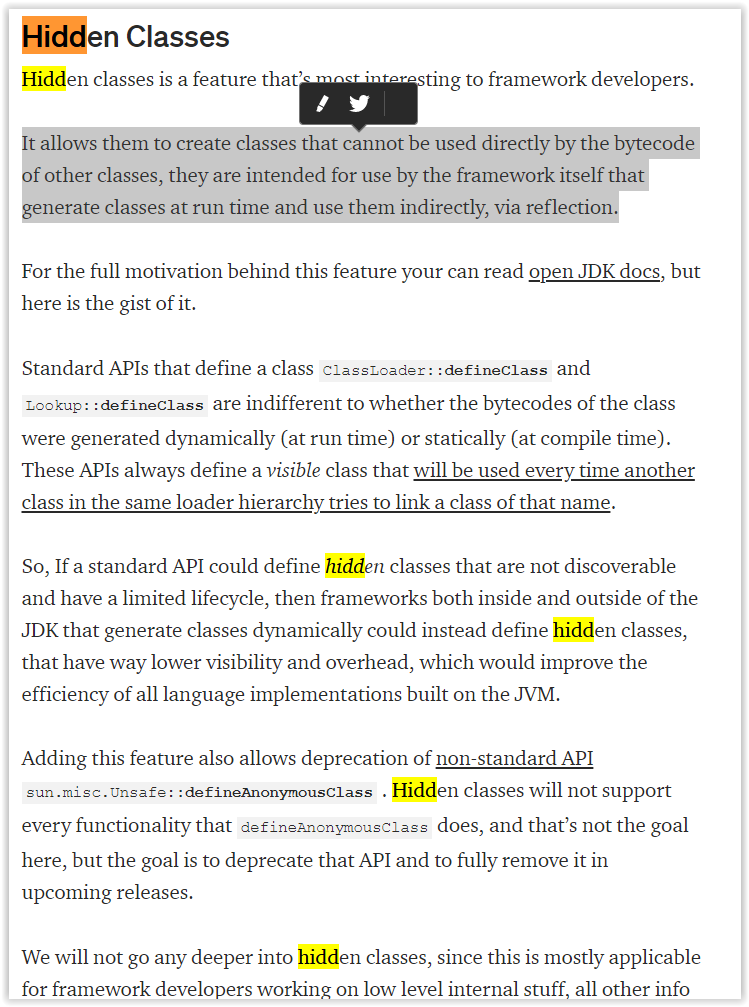 Hidden Classes
Hidden classes is a feature that's most interesting to framework developers.
It allows them to create classes that cannot be used directly by the bytecode
of other classes, they are intended for use by the framework itself that
generate classes at run time and use them indirectly, via reflection.
For the full motivation behind this feature your can read open JDK docs, but
here is the gist of it.
Standard APIs that define a class ClassLoader::defineClass and
Lookup::defineClass are indifferent to whether the bytecodes of the class
were generated dynamically (at run time) or statically (at compile time).
These APIs always define a visible class that will be used every time another
class in the same loader hierarchy tries to link a class of that name.
So, If a standard API could define hidden classes that are not discoverable
and have a limited lifecycle, then frameworks both inside and outside of the
JDK that generate classes dynamically could instead define hidden classes,
that have way lower visibility and overhead, which would improve the
efficiency of all language implementations built on the JVM.
Adding this feature also allows deprecation of non-standard API
sun.misc.Unsafe::defineAnonymousClass . Hidden classes will not support
every functionality that defineAnonymousClass does, and that's not the goal
here, but the goal is to deprecate that API and to fully remove it in
upcoming releases.
We will not go any deeper into hidden classes, since this is mostly applicable
for framework developers working on low level internal stuff, all other info